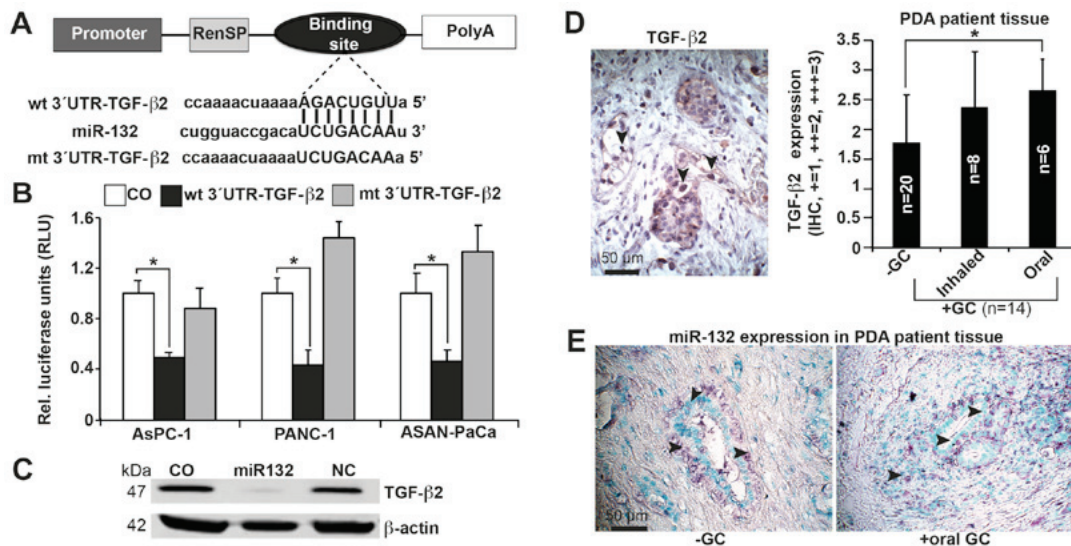 A
Promoter
RenSP
Binding
site
PolyA
wt 3´UTR-TGF-β2 ccaaaacuaaaaAGACUGUUa 5’
miR-132 cugguaccgacaUCUGACAAu 3’
mt 3´UTR-TGF-β2 ccaaaacuaaaaUCUGACAAa 5’
B
CO wt 3´UTR-TGF-β2 mt 3´UTR-TGF-β2
Rel. luciferase units (RLU)
1.6
1.2
0.8
0.4
0
* * *
AsPC-1 PANC-1 ASAN-PaCa
C
kDa CO miR132 NC
47 TGF-β2
42 β-actin
D
TGF-β2
50 µm
PDA patient tissue
TGF-β2 expression
(IHC, +=1, ++=2, +++=3)
3.5
3
2.5
2
1.5
1
0.5
0
*
n=20
n=8
n=6
-GC
Inhaled
Oral
+GC (n=14)
E
miR-132 expression in PDA patient tissue
50 µm
-GC +oral GC